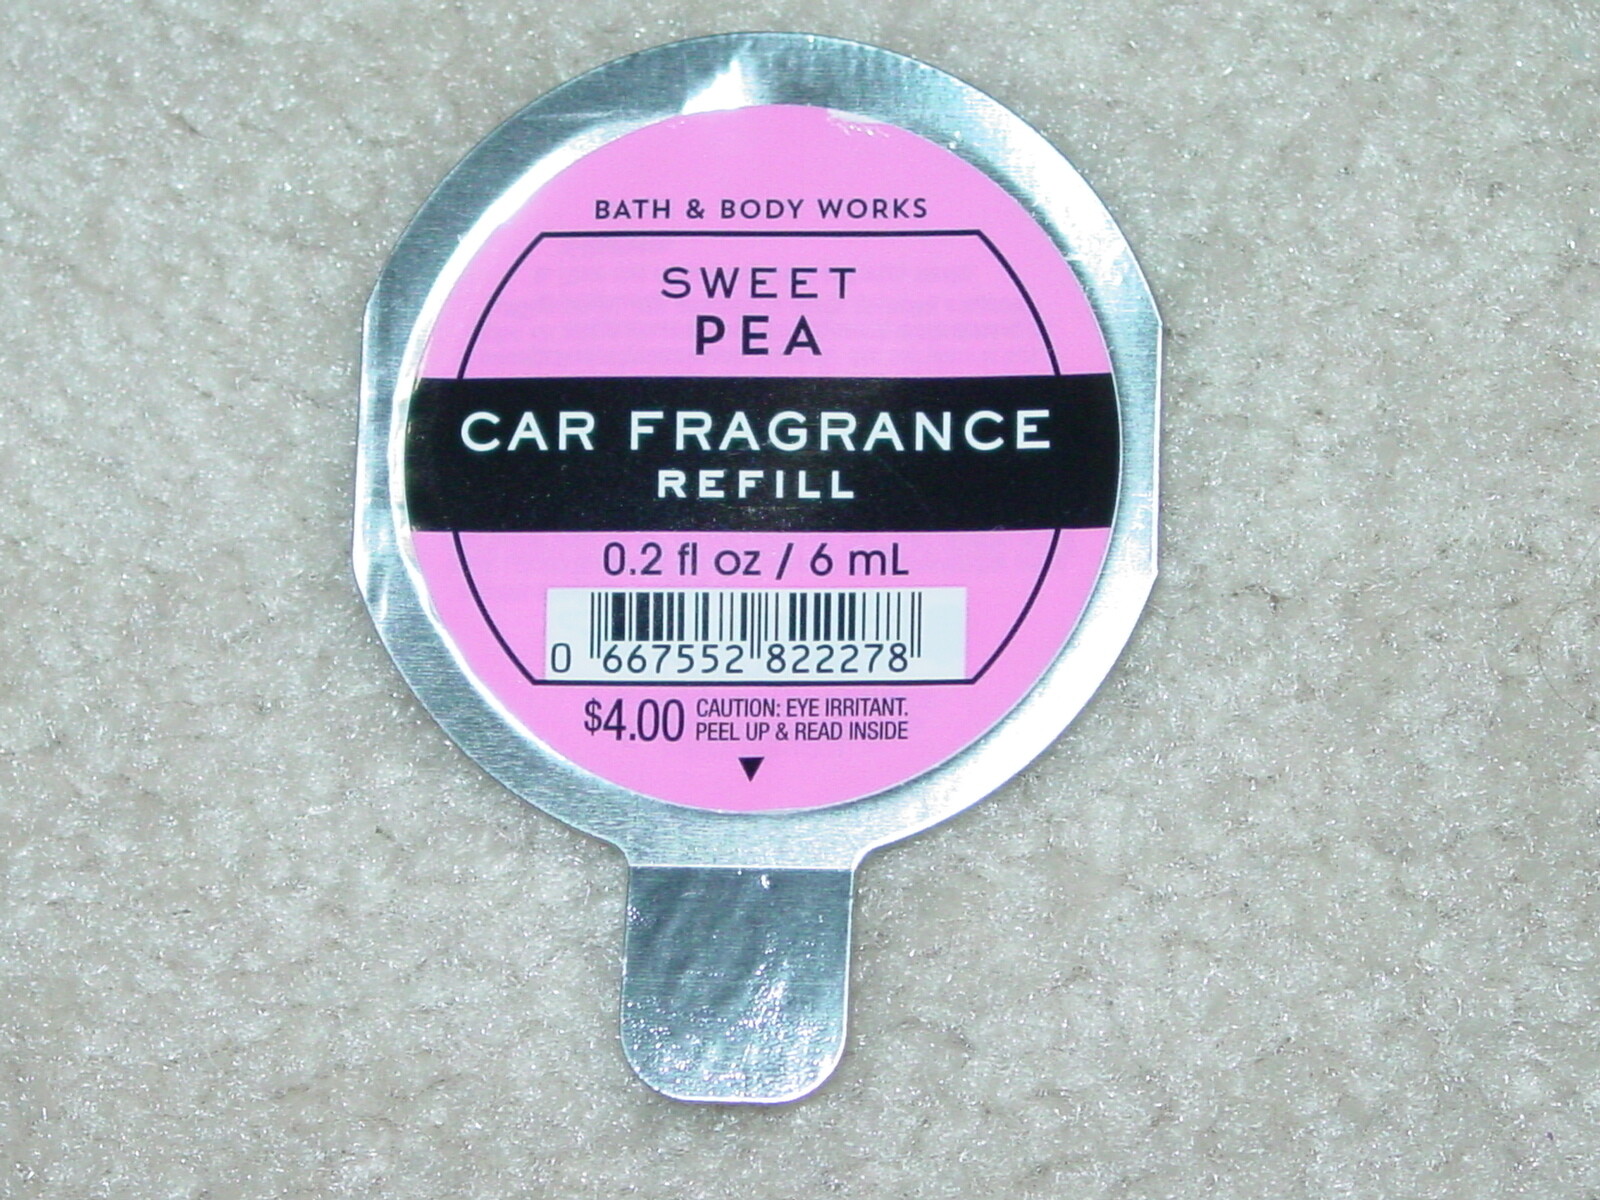 BATH & BODY WORKS
SWEET
PEA
CAR FRAGRANCE
REFILL
0.2 fl oz / 6 mL
0 667552 822278
$4.00 CAUTION: EYE IRRITANT.
PEEL UP & READ INSIDE